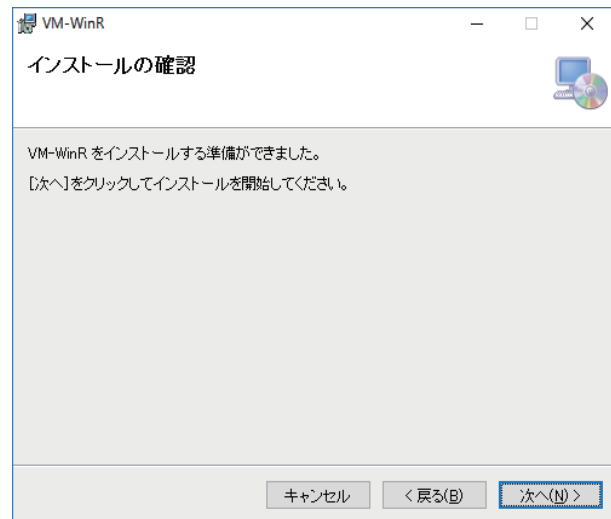 VM-WinR
インストールの確認
VM-WinR をインストールする準備ができました。
[次へ]をクリックしてインストールを開始してください。
キャンセル
< 戻る(B)
次へ(N) >